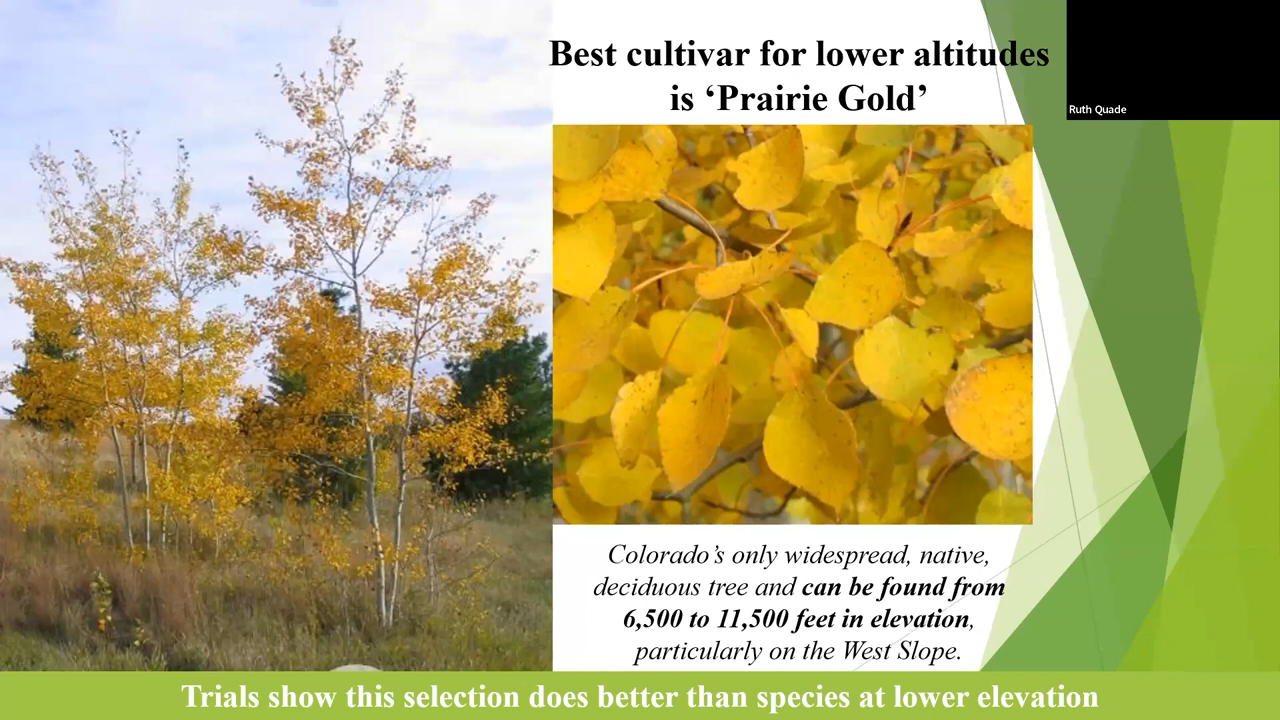 Best cultivar for lower altitudes
is ‘Prairie Gold’
Ruth Quade
Colorado’s only widespread, native,
deciduous tree and can be found from
6,500 to 11,500 feet in elevation,
particularly on the West Slope.
Trials show this selection does better than species at lower elevation